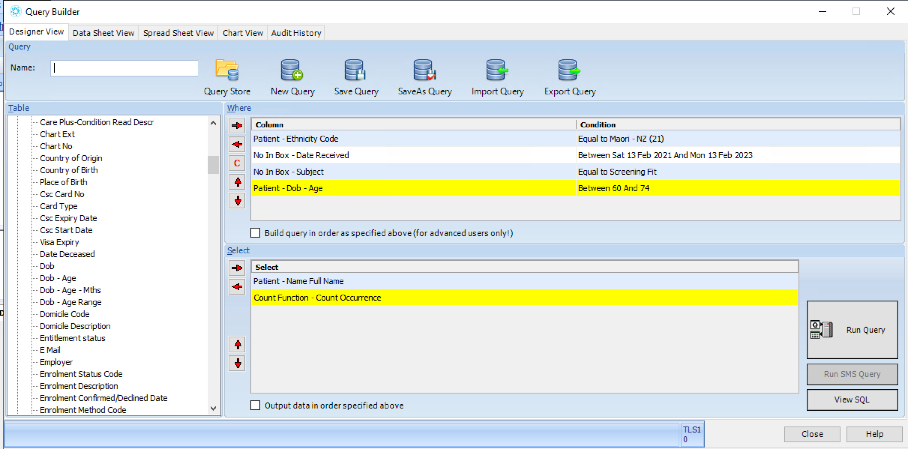 Query Builder
Designer View Data Sheet View Spread Sheet View Chart View Audit History
Query
Name:
Query Store New Query Save Query SaveAs Query Import Query Export Query
Table
Care Plus-Condition Read Descr
Chart Ext
Chart No
Country of Origin
Country of Birth
Place of Birth
Csc Card No
Card Type
Csc Expiry Date
Csc Start Date
Visa Expiry
Date Deceased
Dob
Dob - Age
Dob - Age - Mths
Dob - Age Range
Domicile Code
Domicile Description
Entitlement status
E Mail
Employer
Enrolment Status Code
Enrolment Description
Enrolment Confirmed/Declined Date
Enrolment Method Code
Where
Column Condition
Patient - Ethnicity Code Equal to Maori - NZ (21)
No In Box - Date Received Between Sat 13 Feb 2021 And Mon 13 Feb 2023
No In Box - Subject Equal to Screening Fit
Patient - Dob - Age Between 60 And 74
C
Build query in order as specified above (for advanced users only!)
Select
Select
Patient - Name Full Name
Count Function - Count Occurrence
Output data in order specified above
Run Query
Run SMS Query
View SQL
TLS1
0
Close Help